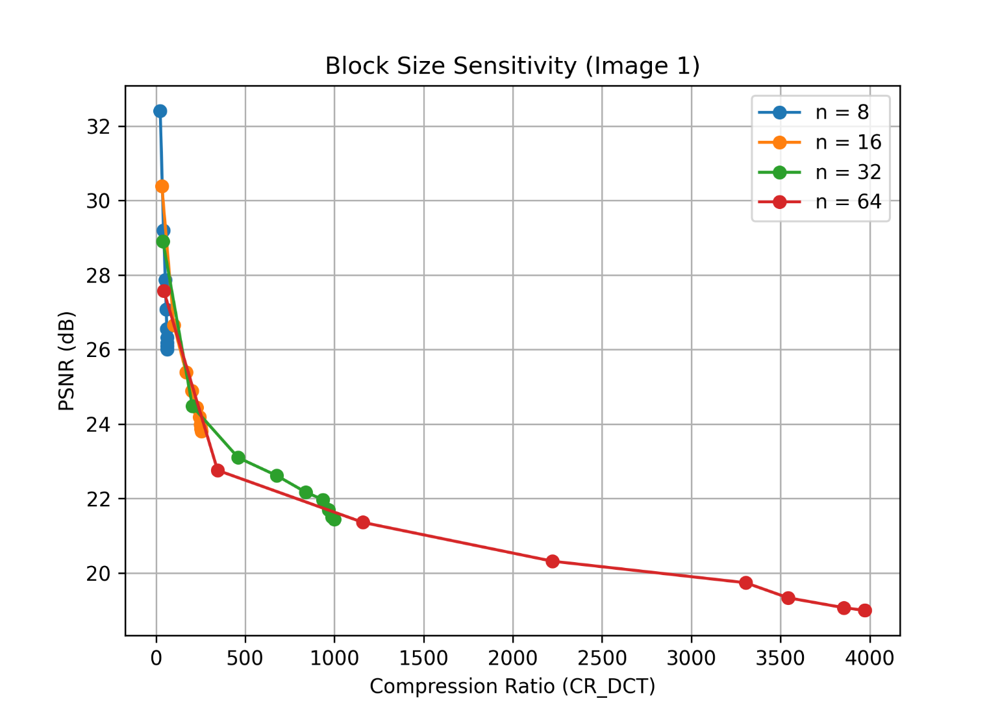 Block Size Sensitivity (Image 1)
n = 8
n = 16
n = 32
n = 64
PSNR (dB)
32
30
28
26
24
22
20
0 500 1000 1500 2000 2500 3000 3500 4000
Compression Ratio (CR_DCT)